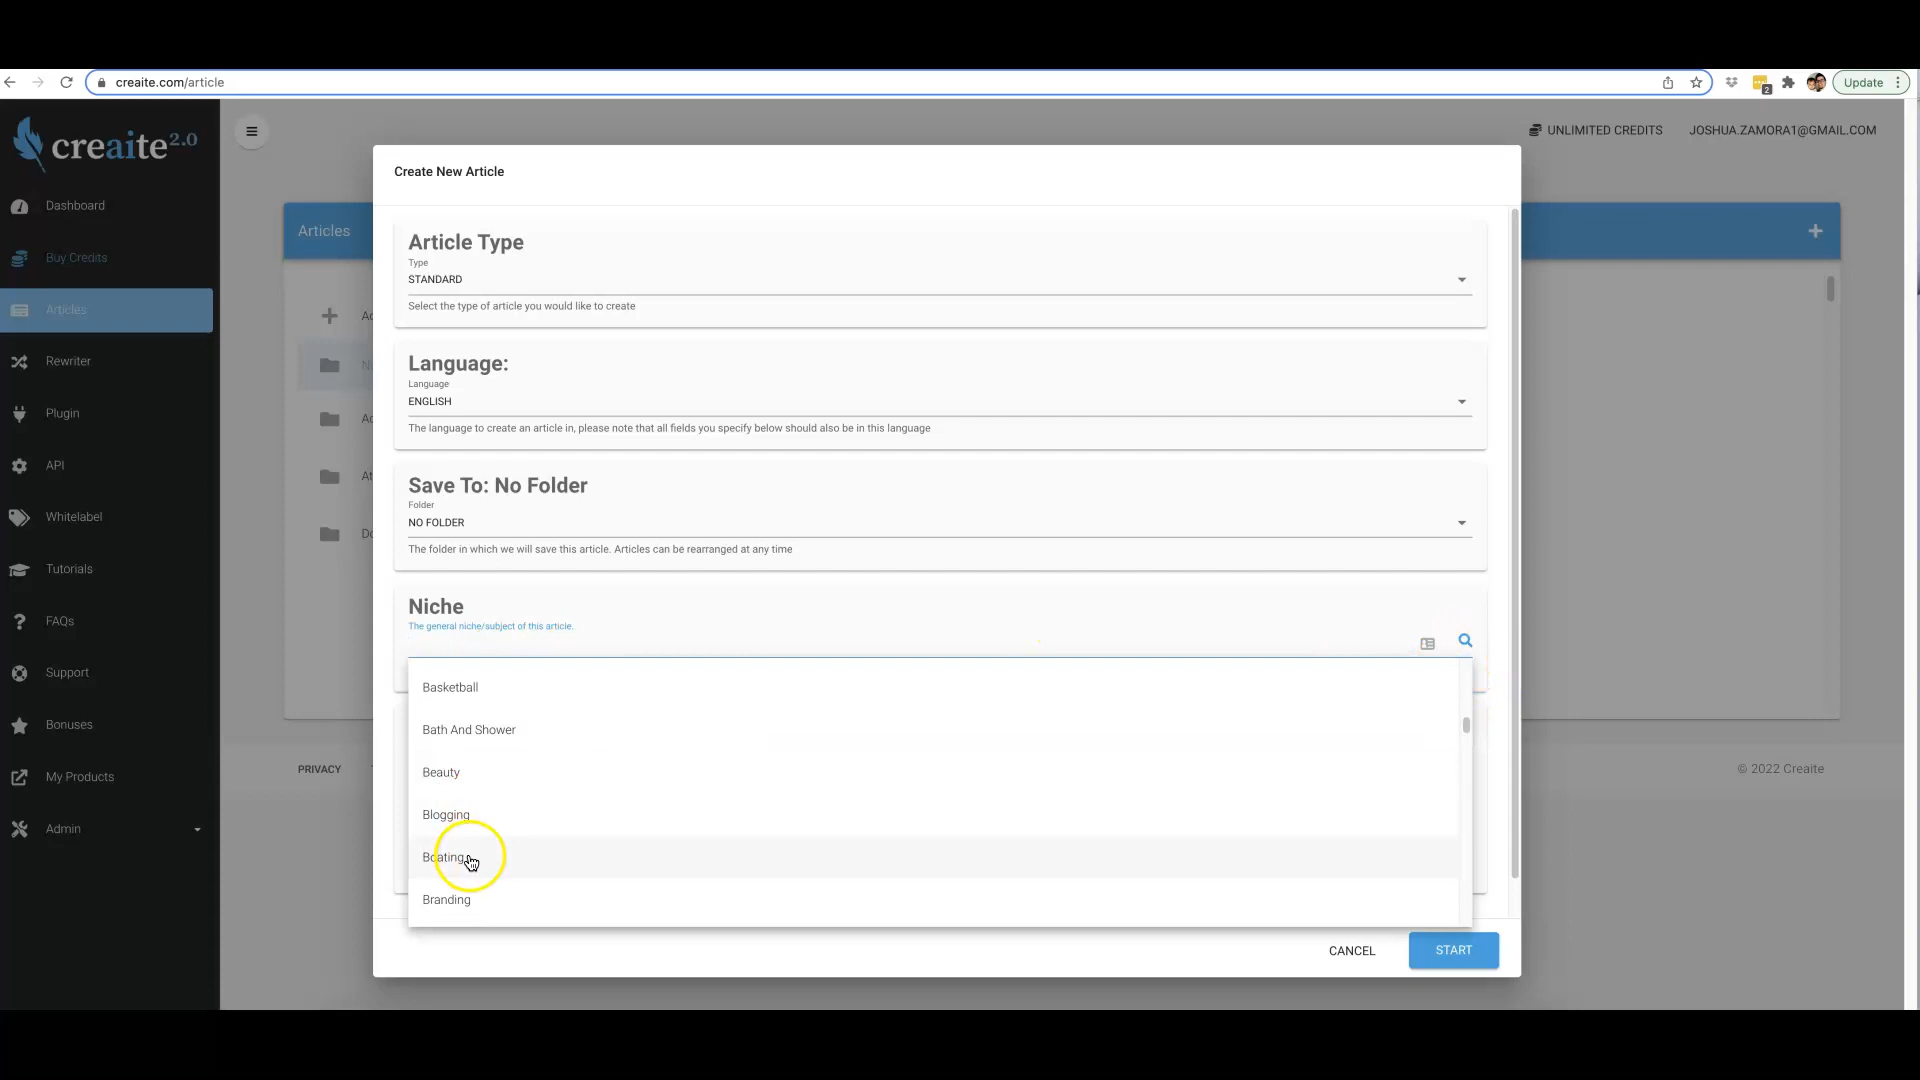 creaite.com/article
Update
2
creaite 2.0
UNLIMITED CREDITS
JOSHUA.ZAMORA1@GMAIL.COM
Dashboard
Buy Credits
Articles
Rewriter
Plugin
API
Whitelabel
Tutorials
FAQs
Support
Bonuses
My Products
Admin
Articles
Create New Article
Article Type
Type
STANDARD
Select the type of article you would like to create
Language:
Language
ENGLISH
The language to create an article in, please note that all fields you specify below should also be in this language
Save To: No Folder
Folder
NO FOLDER
The folder in which we will save this article. Articles can be rearranged at any time
Niche
The general niche/subject of this article.
Basketball
Bath And Shower
Beauty
Blogging
Boating
Branding
CANCEL
START
PRIVACY
© 2022 Creaite